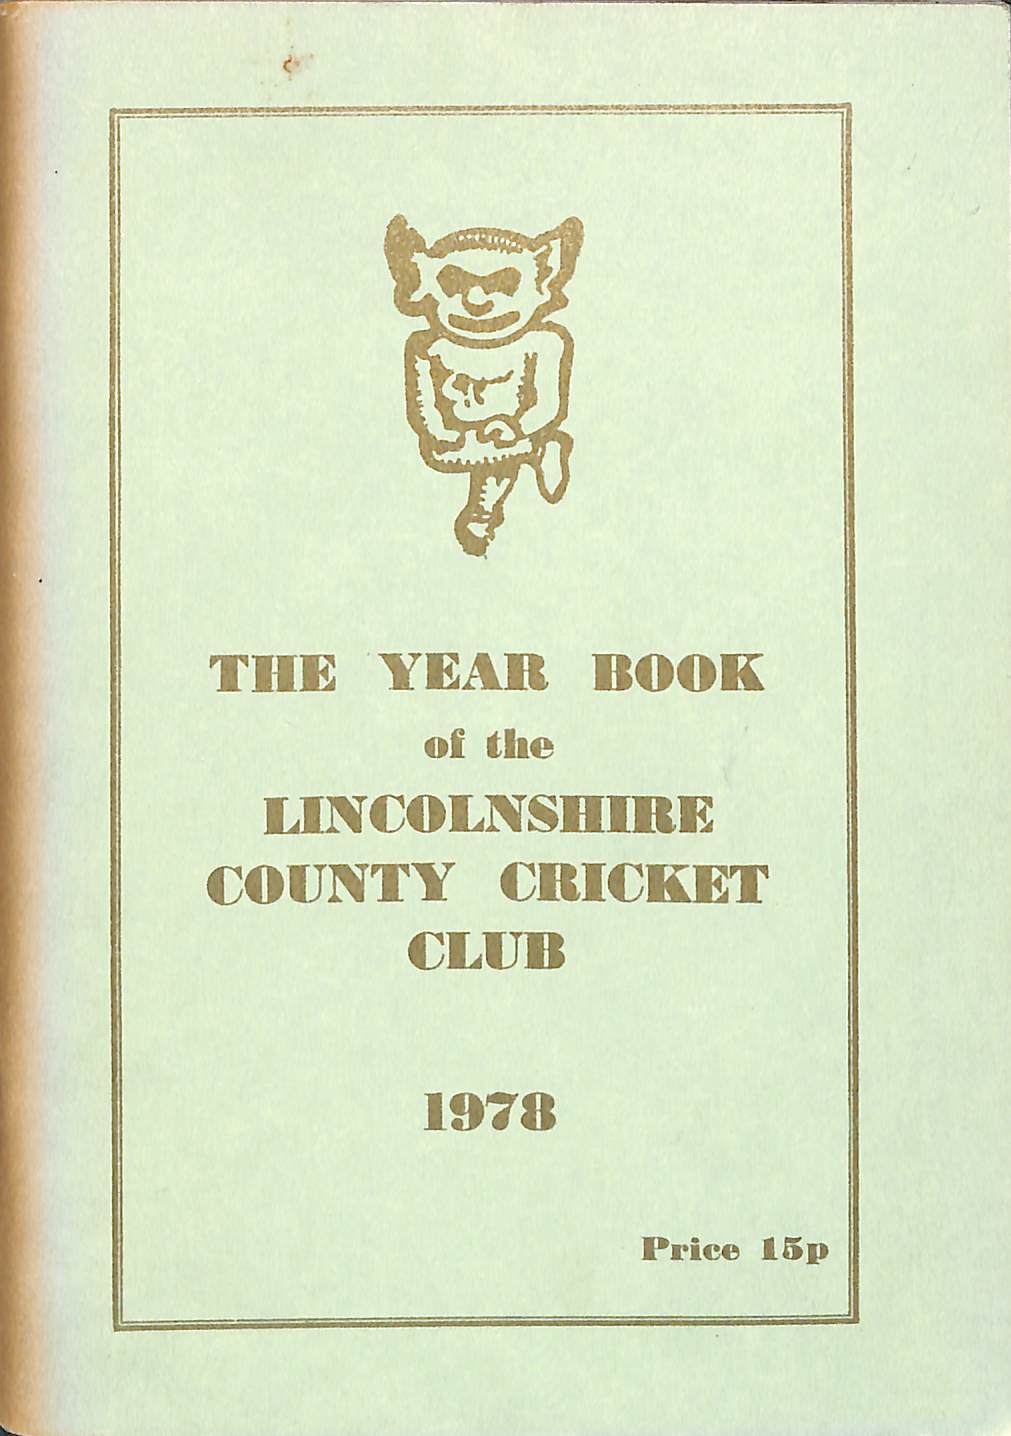 THE YEAR BOOK
of the
LINCOLNSHIRE
COUNTY CRICKET
CLUB
1978
Price 15p